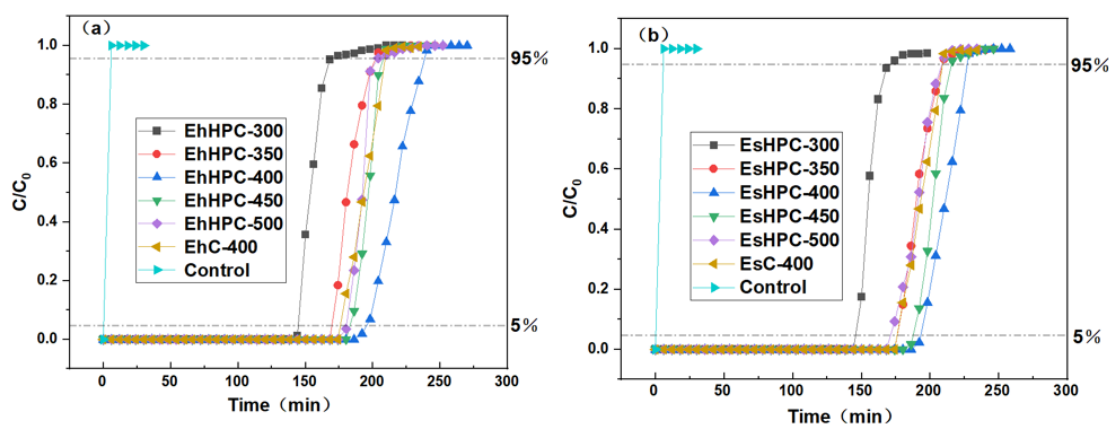 (a)
1.0
0.8
0.6
0.4
0.2
0.0
C/C0
95%
5%
EhHPC-300
EhHPC-350
EhHPC-400
EhHPC-450
EhHPC-500
EhC-400
Control
0 50 100 150 200 250 300
Time (min)
(b)
1.0
0.8
0.6
0.4
0.2
0.0
C/C0
95%
5%
EsHPC-300
EsHPC-350
EsHPC-400
EsHPC-450
EsHPC-500
EsC-400
Control
0 50 100 150 200 250 300
Time (min)